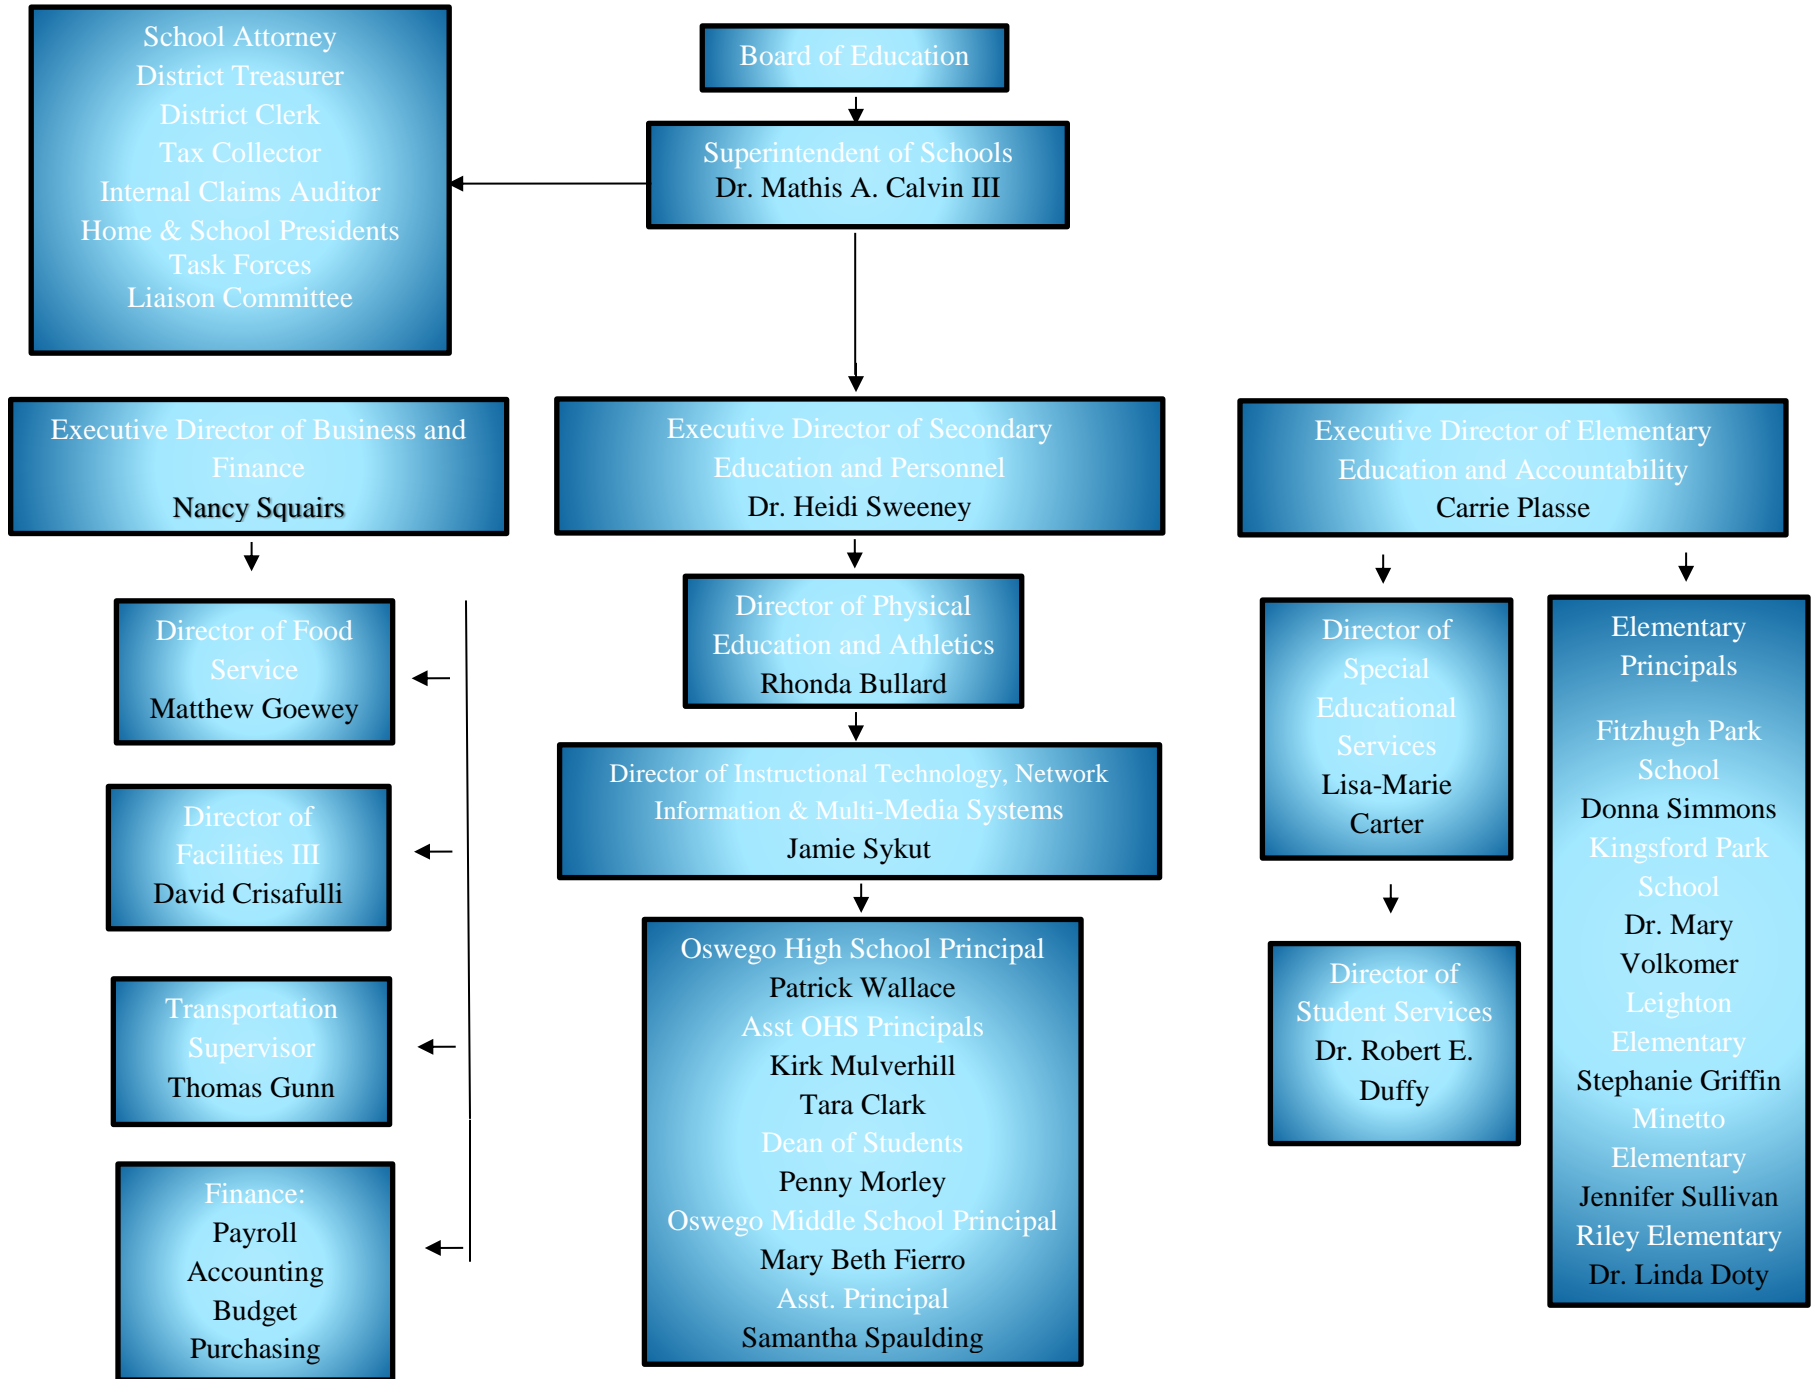 School Attorney
District Treasurer
District Clerk
Tax Collector
Internal Claims Auditor
Home & School Presidents
Task Forces
Liaison Committee
Board of Education
Superintendent of Schools
Dr. Mathis A. Calvin III
Executive Director of Business and
Finance
Nancy Squairs
Executive Director of Secondary
Education and Personnel
Dr. Heidi Sweeney
Executive Director of Elementary
Education and Accountability
Carrie Plasse
Director of Food
Service
Matthew Goewey
Director of
Facilities III
David Crisafulli
Transportation
Supervisor
Thomas Gunn
Finance:
Payroll
Accounting
Budget
Purchasing
Director of Physical
Education and Athletics
Rhonda Bullard
Director of Instructional Technology, Network
Information & Multi-Media Systems
Jamie Sykut
Oswego High School Principal
Patrick Wallace
Asst OHS Principals
Kirk Mulverhill
Tara Clark
Dean of Students
Penny Morley
Oswego Middle School Principal
Mary Beth Fierro
Asst. Principal
Samantha Spaulding
Director of
Special
Educational
Services
Lisa-Marie
Carter
Director of
Student Services
Dr. Robert E.
Duffy
Elementary
Principals
Fitzhugh Park
School
Donna Simmons
Kingsford Park
School
Dr. Mary
Volkomer
Leighton
Elementary
Stephanie Griffin
Minetto
Elementary
Jennifer Sullivan
Riley Elementary
Dr. Linda Doty